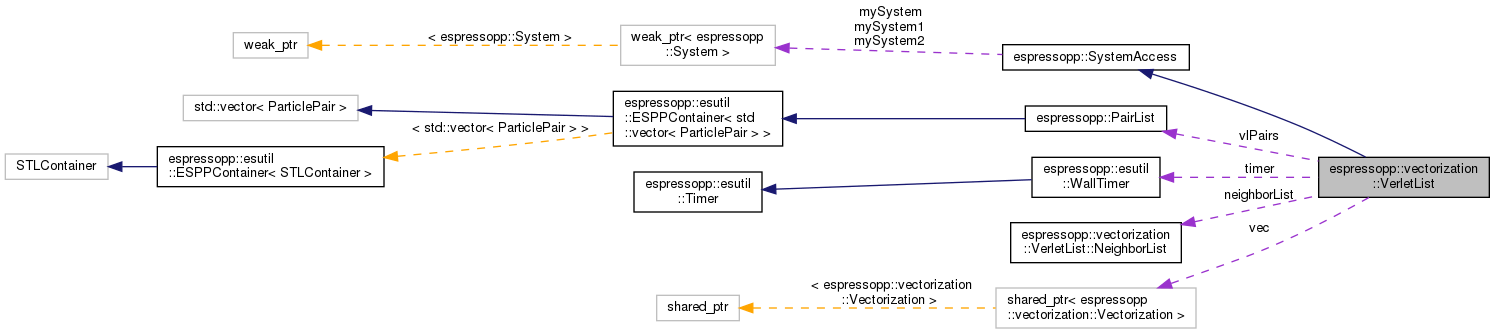 mySystem
mySystem1
mySystem2
weak_ptr
< espressopp::System >
weak_ptr< espressopp
::System >
espressopp::SystemAccess
std::vector< ParticlePair >
espressopp::esutil
::ESPPContainer< std
::vector< ParticlePair > >
espressopp::PairList
< std::vector< ParticlePair > >
vlPairs
STLContainer
espressopp::esutil
::ESPPContainer< STLContainer >
espressopp::esutil
::Timer
espressopp::esutil
::WallTimer
timer
espressopp::vectorization
::VerletList
neighborList
espressopp::vectorization
::VerletList::NeighborList
vec
shared_ptr
< espressopp::vectorization
::Vectorization >
shared_ptr< espressopp
::vectorization::Vectorization >